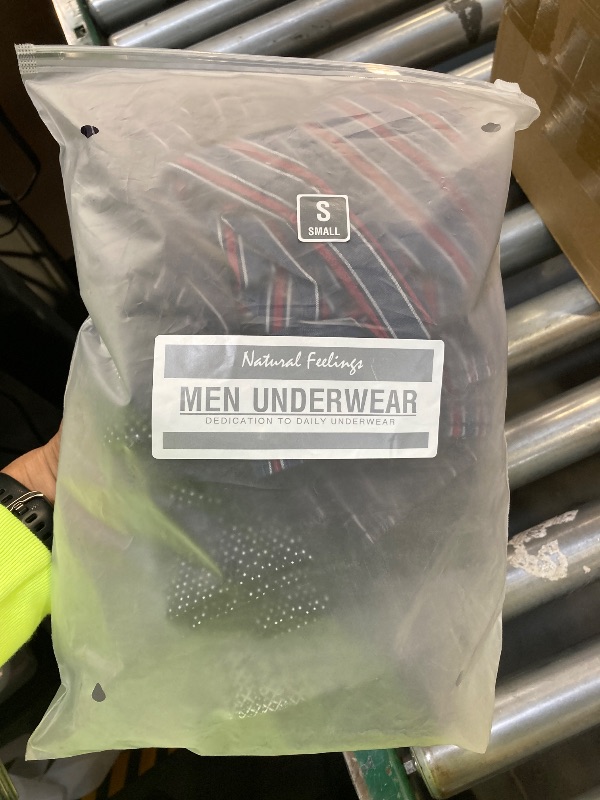 S
SMALL
Natural Feelings
MEN UNDERWEAR
DEDICATION TO DAILY UNDERWEAR